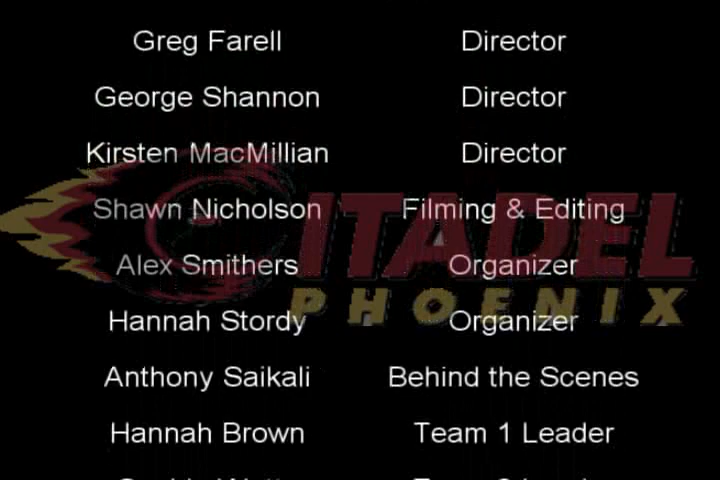 Greg Farell Director
George Shannon Director
Kirsten MacMillian Director
Shawn Nicholson Filming & Editing
CITADEL
Alex Smithers Organizer
PHOENIX
Hannah Stordy Organizer
Anthony Saikali Behind the Scenes
Hannah Brown Team 1 Leader